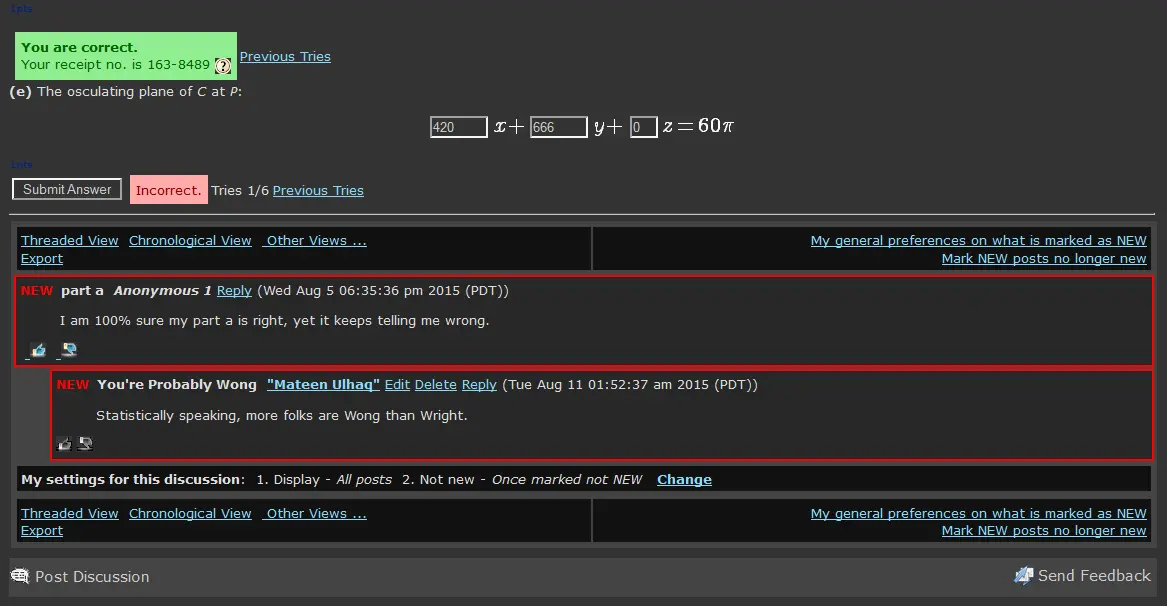 You are correct.
Your receipt no. is 163-8489 ? Previous Tries
(e) The osculating plane of C at P:
420 x+ 666 y+ 0 z = 60π
Submit Answer Incorrect. Tries 1/6 Previous Tries
Threaded View Chronological View Other Views ... My general preferences on what is marked as NEW
Export Mark NEW posts no longer new
NEW part a Anonymous 1 Reply (Wed Aug 5 06:35:36 pm 2015 (PDT))
I am 100% sure my part a is right, yet it keeps telling me wrong.
NEW You're Probably Wong "Mateen Ulhaq" Edit Delete Reply (Tue Aug 11 01:52:37 am 2015 (PDT))
Statistically speaking, more folks are Wong than Wright.
My settings for this discussion: 1. Display - All posts 2. Not new - Once marked not NEW Change
Threaded View Chronological View Other Views ... My general preferences on what is marked as NEW
Export Mark NEW posts no longer new
Post Discussion Send Feedback